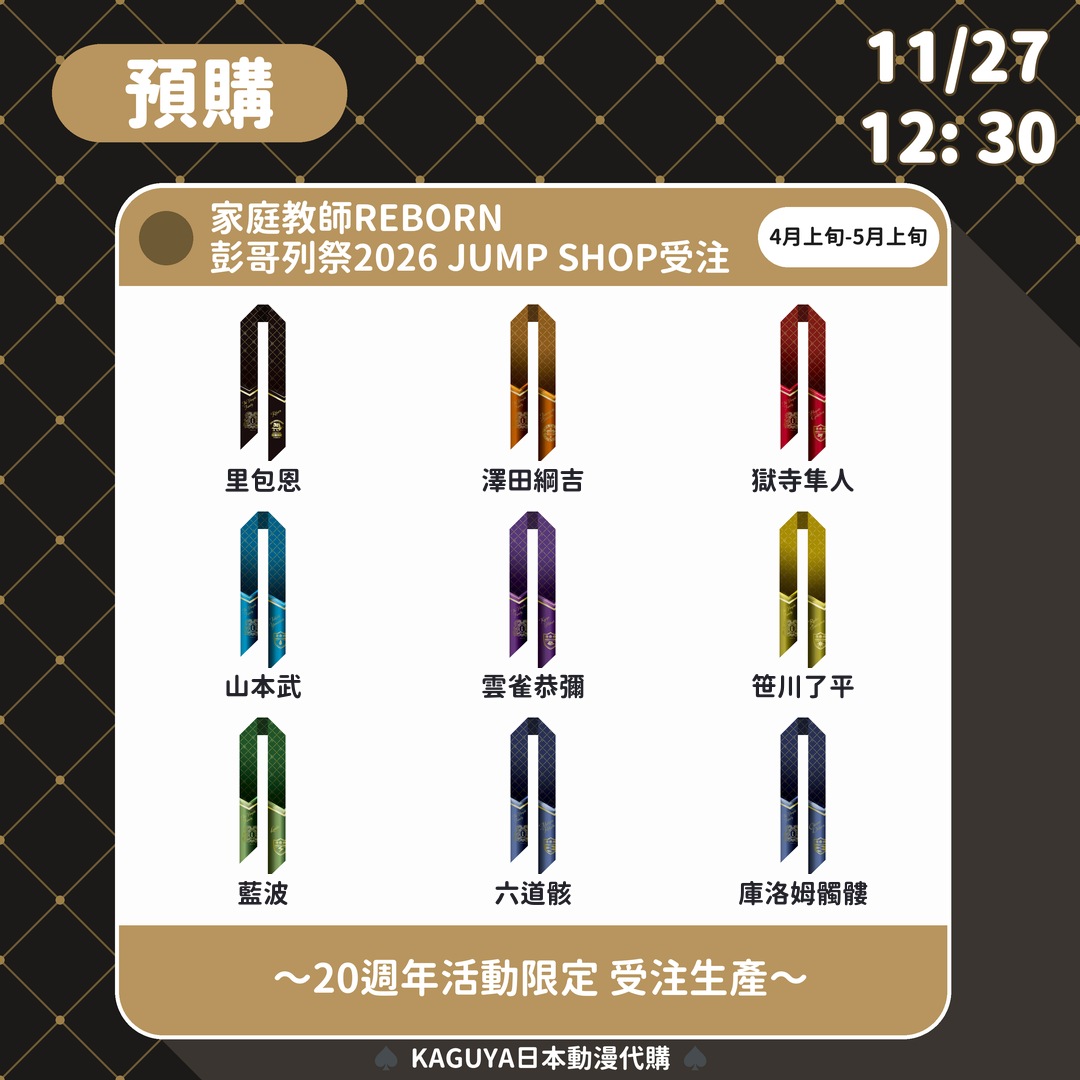 預購
11/27
12: 30
家庭教師REBORN
彭哥列祭2026 JUMP SHOP受注
4月上旬-5月上旬
里包恩
澤田綱吉
獄寺隼人
山本武
雲雀恭彌
笹川了平
藍波
六道骸
庫洛姆髑髏
～20週年活動限定 受注生產～
KAGUYA日本動漫代購